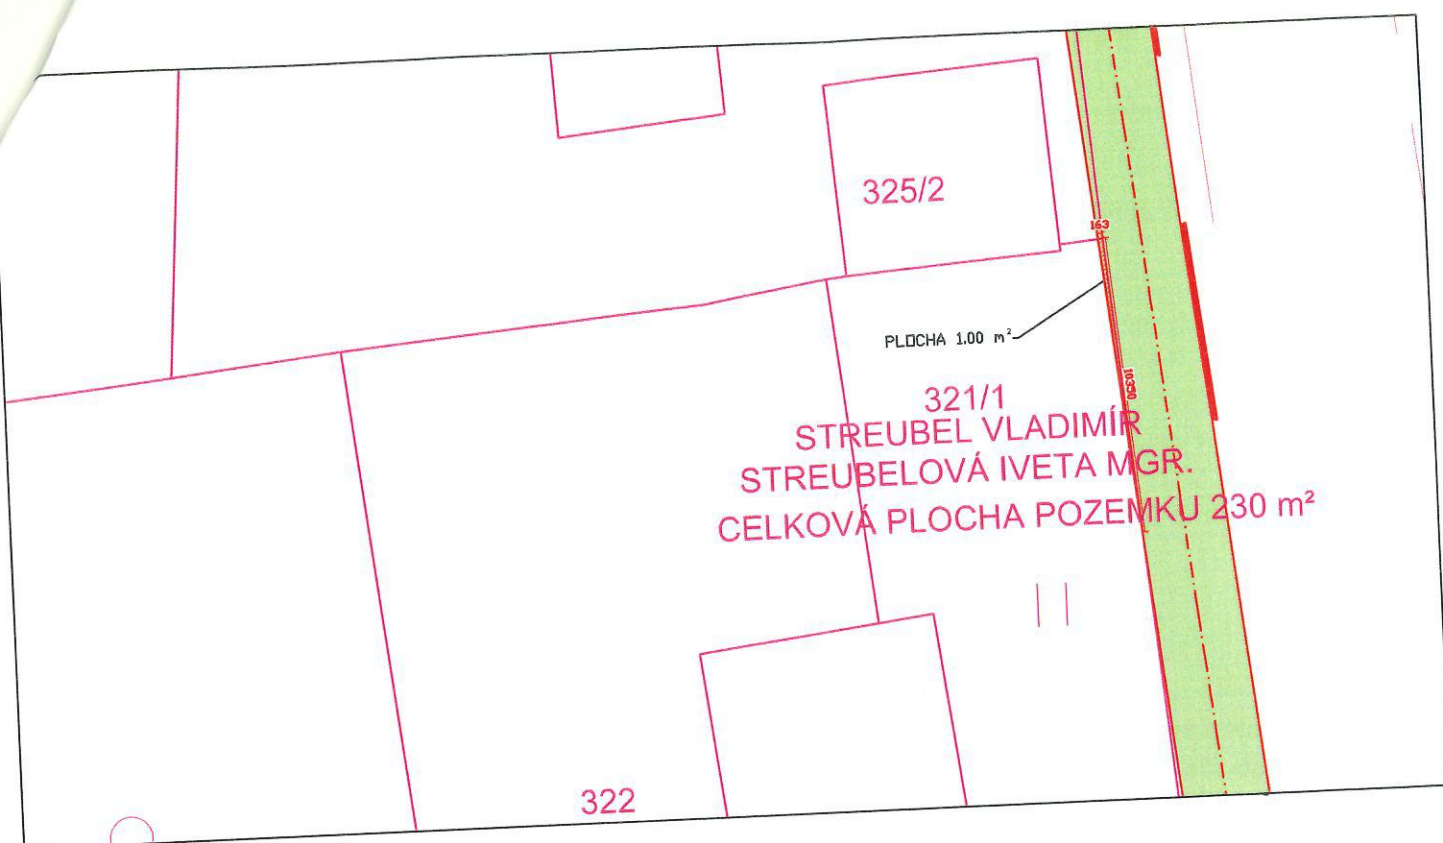 325/2
163
PLOCHA 1.00 m²
10350
321/1
STREUBEL VLADIMÍR
STREUBELOVÁ IVETA MGR.
CELKOVÁ PLOCHA POZEMKU 230 m²
322